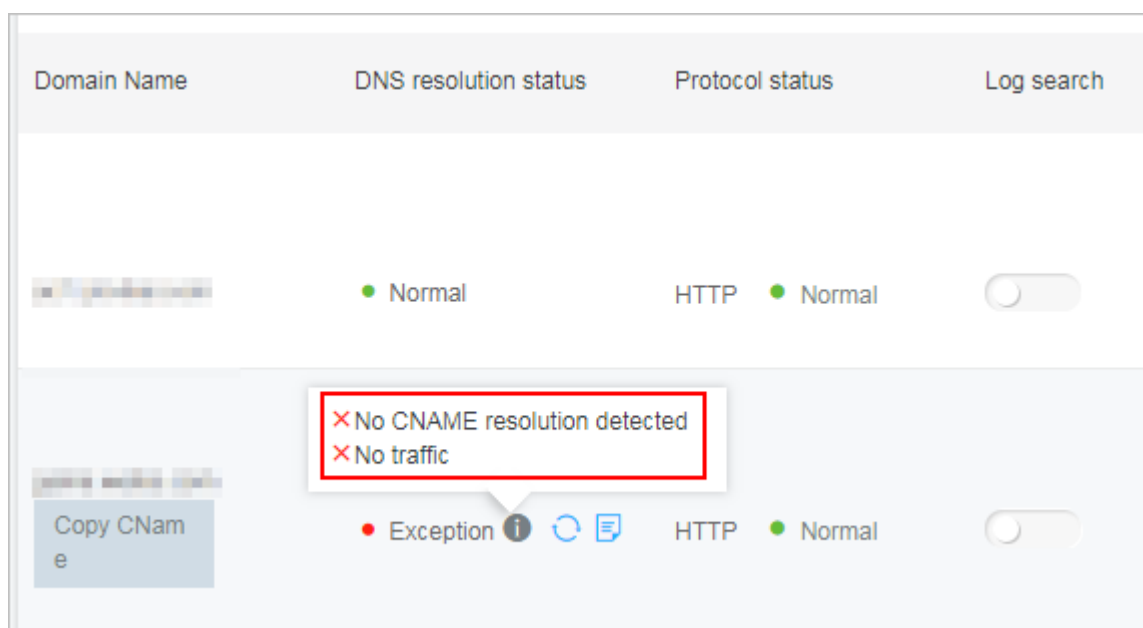 Domain Name DNS resolution status Protocol status Log search
Normal HTTP Normal
No CNAME resolution detected
No traffic
Copy CNam
e
Exception HTTP Normal